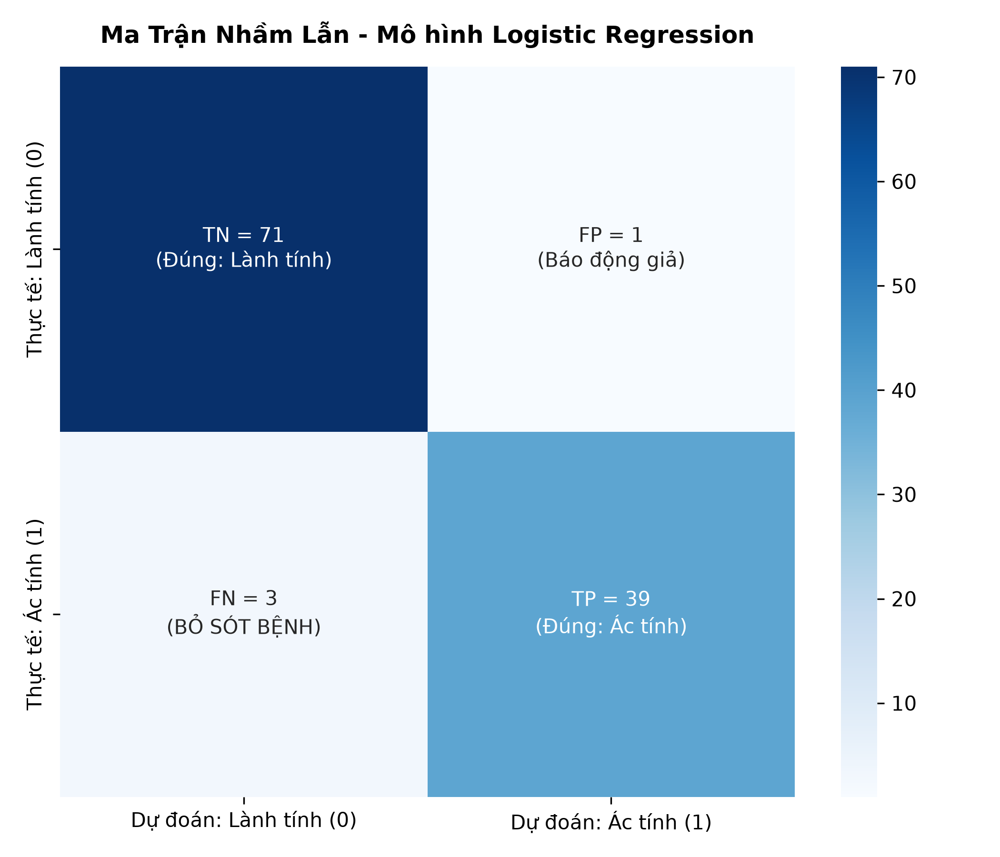 Ma Trận Nhầm Lẫn - Mô hình Logistic Regression
Thực tế: Lành tính (0)
TN = 71
(Đúng: Lành tính)
FP = 1
(Báo động giả)
Thực tế: Ác tính (1)
FN = 3
(BỎ SÓT BỆNH)
TP = 39
(Đúng: Ác tính)
Dự đoán: Lành tính (0)
Dự đoán: Ác tính (1)
70
60
50
40
30
20
10